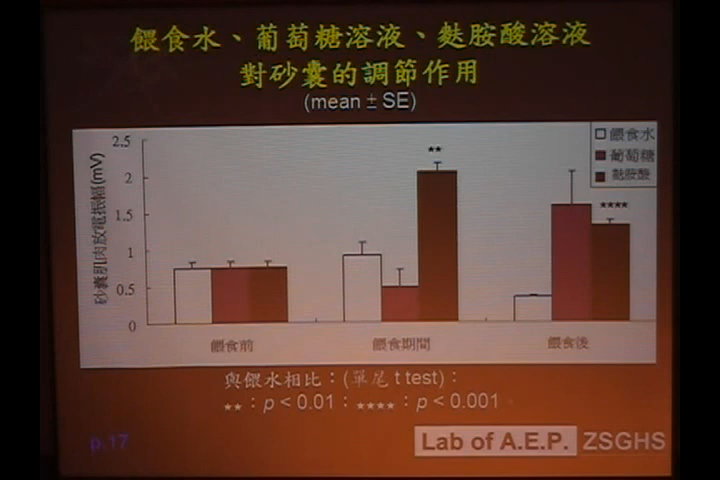 餵食水、葡萄糖溶液、麩胺酸溶液
對砂囊的調節作用
(mean ± SE)
砂囊肌肉放電振幅(mV)
2.5
2
1.5
1
0.5
0
**
****
餵食水
葡萄糖
麩胺酸
餵食前
餵食期間
餵食後
與餵水相比：(單尾 t test)：
**：p < 0.01；****：p < 0.001
p.17
Lab of A.E.P. ZSGHS